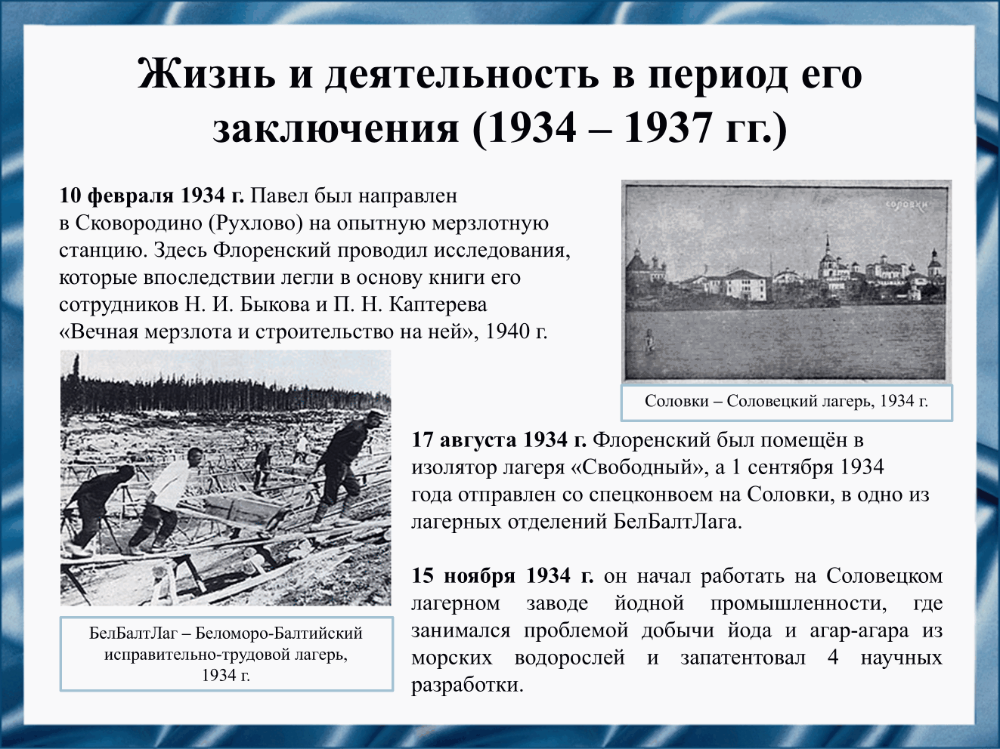 Жизнь и деятельность в период его
заключения (1934 – 1937 гг.)
10 февраля 1934 г. Павел был направлен
в Сковородино (Рухлово) на опытную мерзлотную
станцию. Здесь Флоренский проводил исследования,
которые впоследствии легли в основу книги его
сотрудников Н. И. Быкова и П. Н. Каптерева
«Вечная мерзлота и строительство на ней», 1940 г.
соловки
Соловки – Соловецкий лагерь, 1934 г.
17 августа 1934 г. Флоренский был помещён в
изолятор лагеря «Свободный», а 1 сентября 1934
года отправлен со спецконвоем на Соловки, в одно из
лагерных отделений БелБалтЛага.
15 ноября 1934 г. он начал работать на Соловецком
лагерном заводе йодной промышленности, где
занимался проблемой добычи йода и агар-агара из
морских водорослей и запатентовал 4 научных
разработки.
БелБалтЛаг – Беломоро-Балтийский
исправительно-трудовой лагерь,
1934 г.